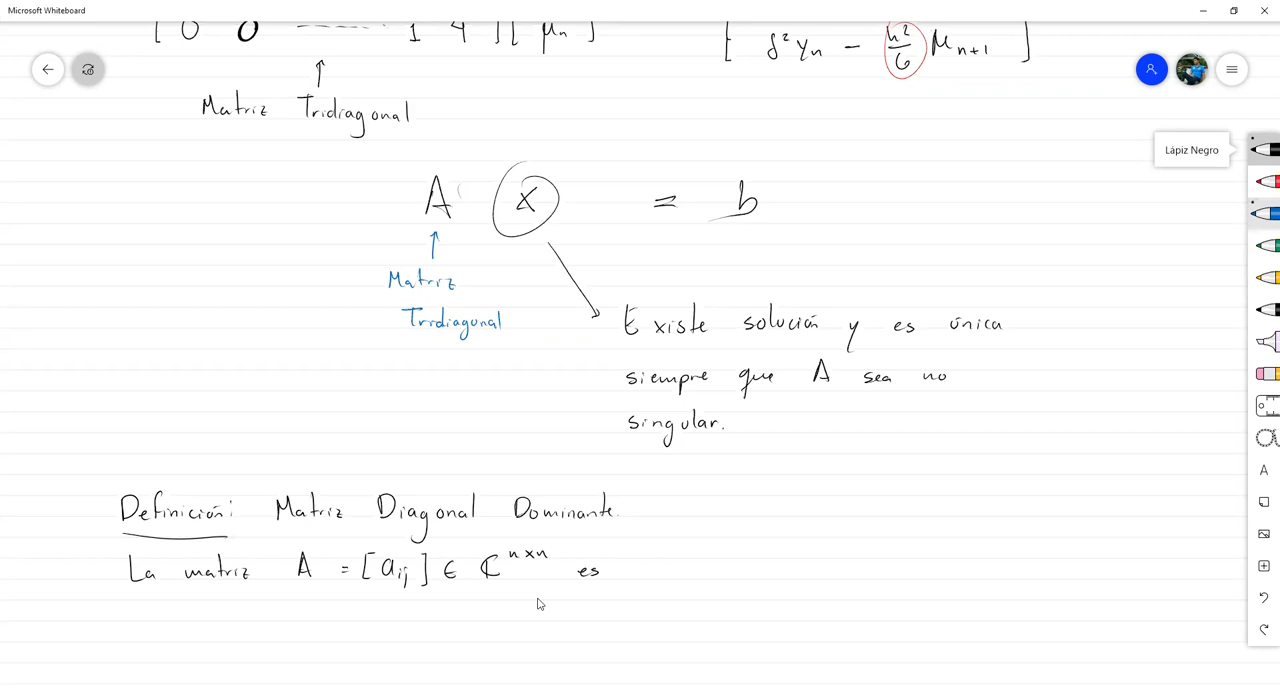 Microsoft Whiteboard
[ 0 0 ------ 1 4 ] [ μn ]
[ δ²yn - h²/6 Mn+1 ]
Matriz Tridiagonal
Lápiz Negro
A x = b
Matriz
Tridiagonal
Existe solución y es única
siempre que A sea no
singular.
Definición: Matriz Diagonal Dominante.
La matriz A = [aij] ∈ ℂ^n×n es